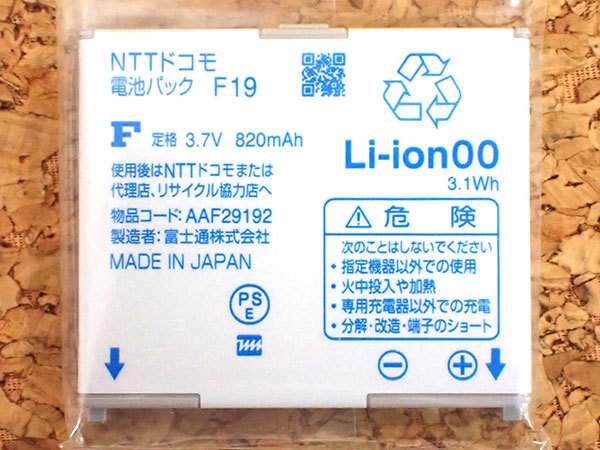 NTTドコモ
電池パック F19
F 定格 3.7V 820mAh
使用後はNTTドコモまたは
代理店、リサイクル協力店へ
物品コード:AAF29192
製造者:富士通株式会社
MADE IN JAPAN
PS
E
Li-ion00
3.1Wh
⚠危険
次のことはしないでください
・指定機器以外での使用
・火中投入や加熱
・専用充電器以外での充電
・分解・改造・端子のショート
⊖ ⊕